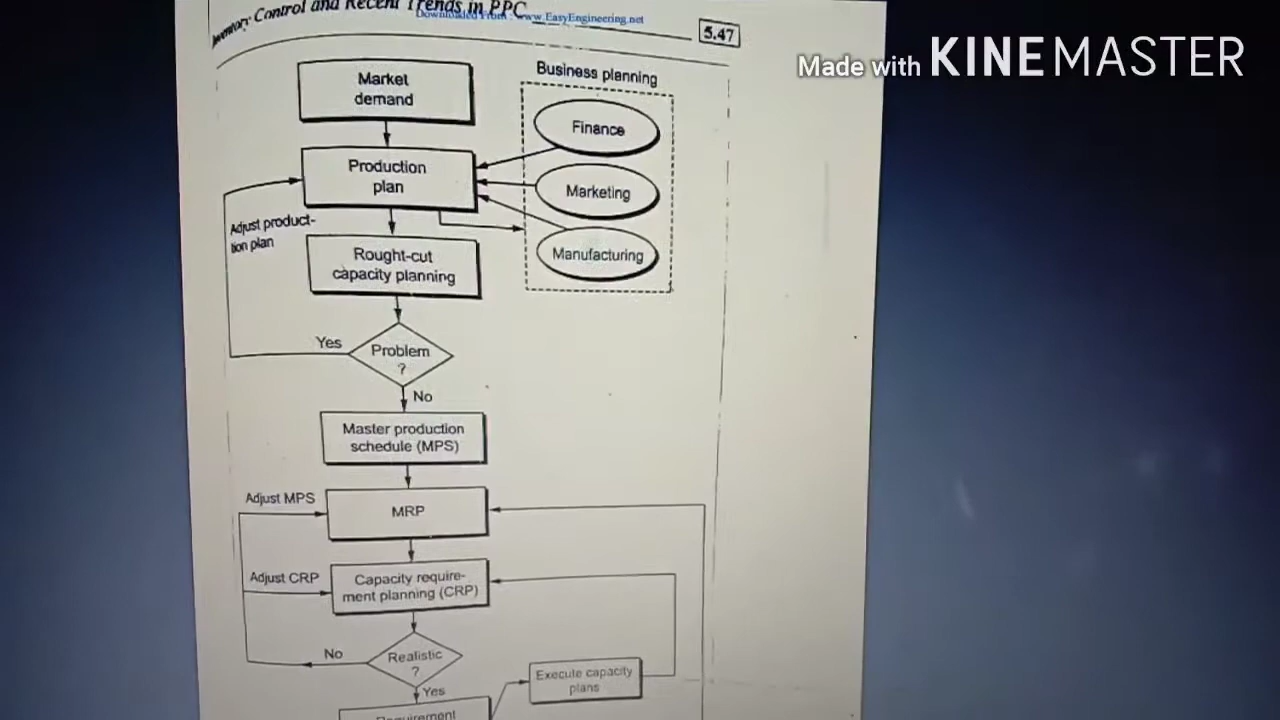 Inventory Control and Recent Trends in PPC
Downloaded From : www.EasyEngineering.net
5.47
Made with KINEMASTER
Market
demand
Business planning
Finance
Production
plan
Marketing
Adjust product-
tion plan
Manufacturing
Rought-cut
capacity planning
Yes
Problem
?
No
Master production
schedule (MPS)
Adjust MPS
MRP
Adjust CRP
Capacity require-
ment planning (CRP)
No
Realistic
?
Execute capacity
plans
Yes
Requirement